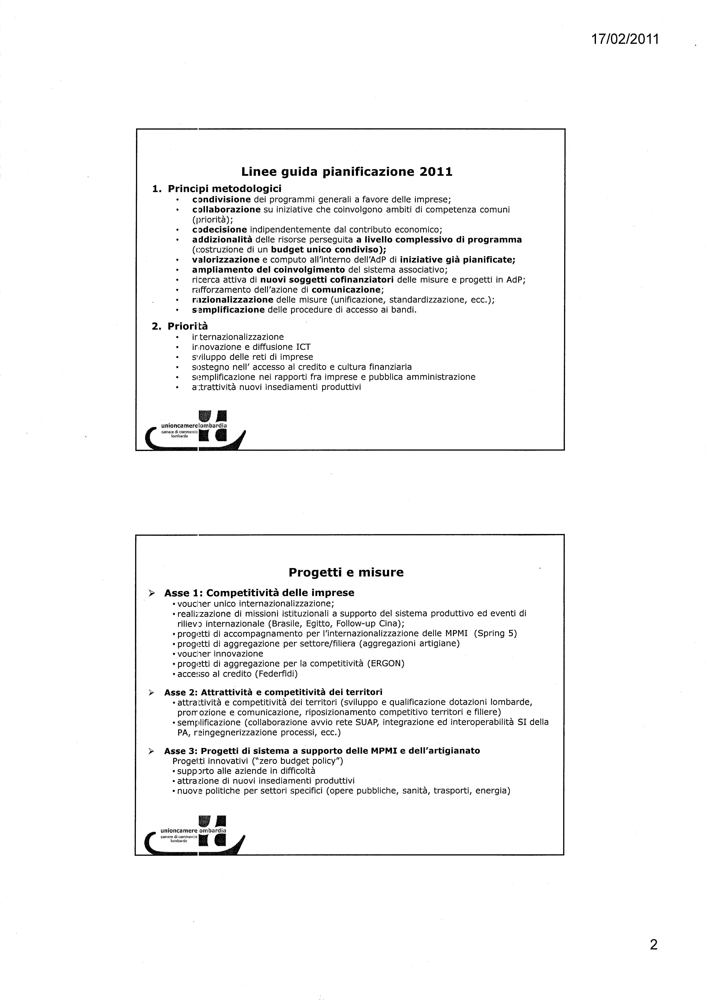 17/02/2011
Linee guida pianificazione 2011
1. Principi metodologici
• condivisione dei programmi generali a favore delle imprese;
• collaborazione su iniziative che coinvolgono ambiti di competenza comuni
(priorità);
• codecisione indipendentemente dal contributo economico;
• addizionalità delle risorse perseguita a livello complessivo di programma
(costruzione di un budget unico condiviso);
• valorizzazione e computo all'interno dell'AdP di iniziative già pianificate;
• ampliamento del coinvolgimento del sistema associativo;
• ricerca attiva di nuovi soggetti cofinanziatori delle misure e progetti in AdP;
• rafforzamento dell'azione di comunicazione;
• razionalizzazione delle misure (unificazione, standardizzazione, ecc.);
• semplificazione delle procedure di accesso ai bandi.
2. Priorità
• internazionalizzazione
• innovazione e diffusione ICT
• sviluppo delle reti di imprese
• sostegno nell' accesso al credito e cultura finanziaria
• semplificazione nei rapporti fra imprese e pubblica amministrazione
• attrattività nuovi insediamenti produttivi
unioncamerelombardia
camere di commercio
lombarde
Progetti e misure
➢ Asse 1: Competitività delle imprese
• voucher unico internazionalizzazione;
• realizzazione di missioni istituzionali a supporto del sistema produttivo ed eventi di
rilievo internazionale (Brasile, Egitto, Follow-up Cina);
• progetti di accompagnamento per l'internazionalizzazione delle MPMI (Spring 5)
• progetti di aggregazione per settore/filiera (aggregazioni artigiane)
• voucher innovazione
• progetti di aggregazione per la competitività (ERGON)
• accesso al credito (Federfidi)
➢ Asse 2: Attrattività e competitività dei territori
• attrattività e competitività dei territori (sviluppo e qualificazione dotazioni lombarde,
promozione e comunicazione, riposizionamento competitivo territori e filiere)
• semplificazione (collaborazione avvio rete SUAP, integrazione ed interoperabilità SI della
PA, reingegnerizzazione processi, ecc.)
➢ Asse 3: Progetti di sistema a supporto delle MPMI e dell'artigianato
Progetti innovativi ("zero budget policy")
• supporto alle aziende in difficoltà
• attrazione di nuovi insediamenti produttivi
• nuove politiche per settori specifici (opere pubbliche, sanità, trasporti, energia)
unioncamerelombardia
camere di commercio
lombarde
2